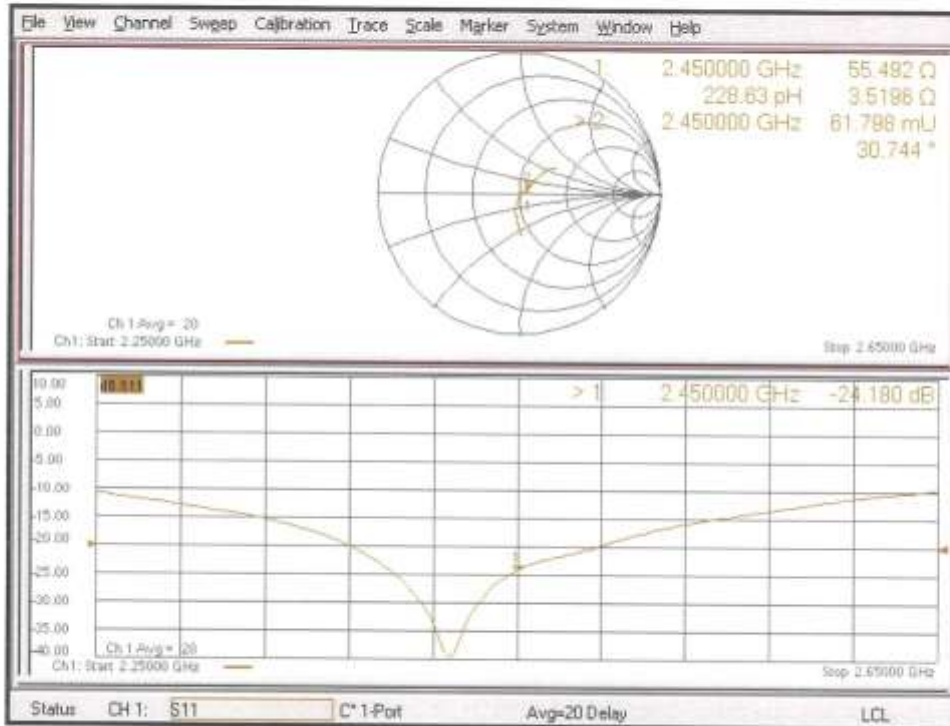 File View Channel Sweep Calibration Trace Scale Marker System Window Help
1 2.450000 GHz 55.492 Ω
228.63 pH 3.5196 Ω
> 2 2.450000 GHz 61.798 mU
30.744 °
Ch 1 Avg = 20
Ch1: Start 2.25000 GHz
Stop 2.65000 GHz
10.00
> 1 2.450000 GHz -24.180 dB
5.00
0.00
-5.00
-10.00
-15.00
-20.00
-25.00
-30.00
-35.00
-40.00
Ch 1 Avg = 20
Ch1: Start 2.25000 GHz
Stop 2.65000 GHz
Status CH 1: S11 C* 1-Port Avg=20 Delay LCL